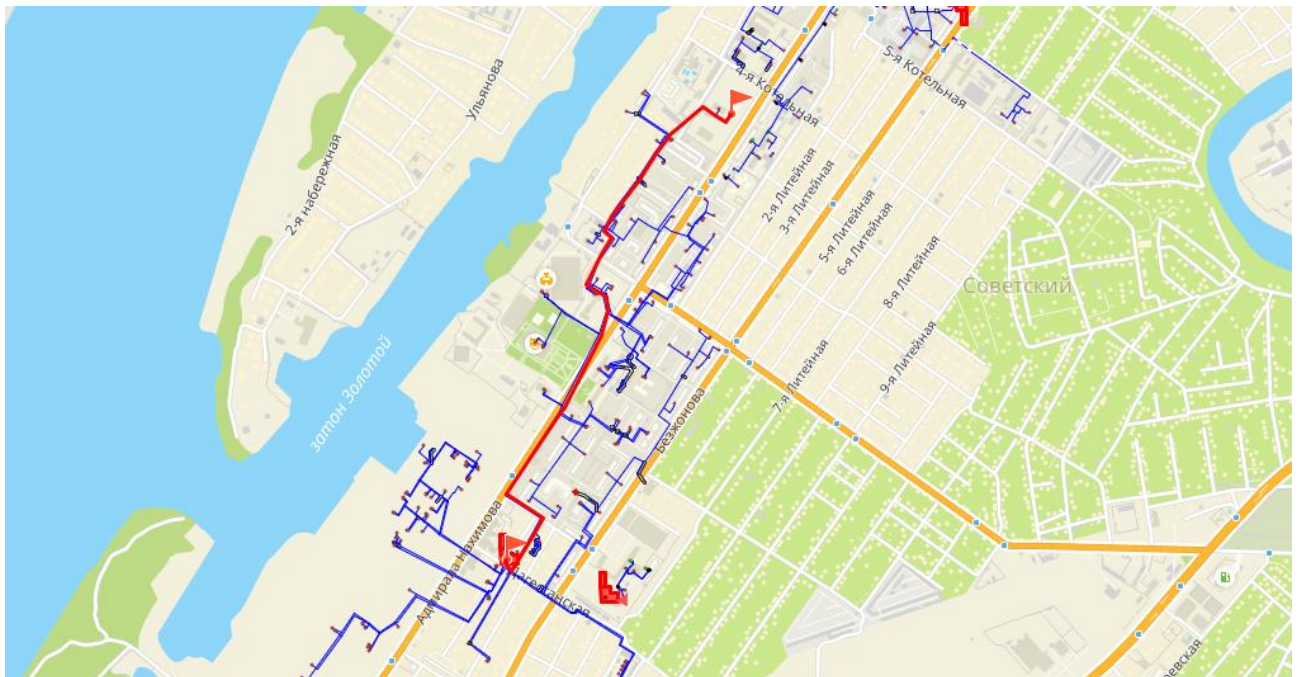 4-я Котельная
5-я Котельная
Ульянова
2-я набережная
2-я Литейная
3-я Литейная
5-я Литейная
6-я Литейная
8-я Литейная
Советский
затон Золотой
7-я Литейная
9-я Литейная
Безжонова
Адмирала Нахимова